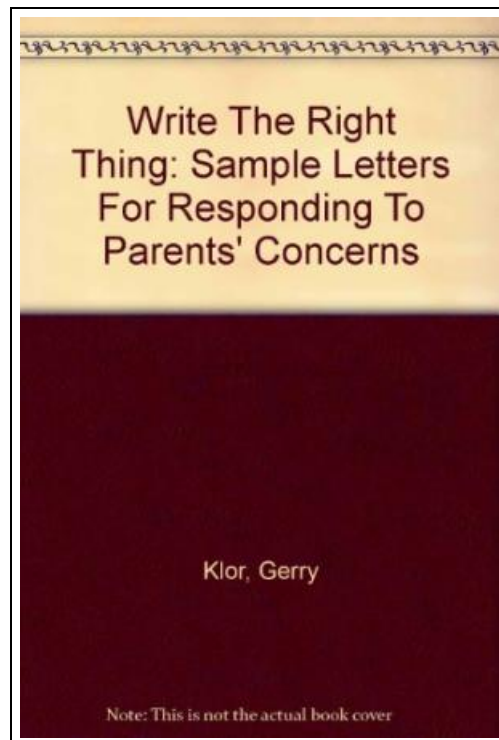 Write The Right
Thing: Sample Letters
For Responding To
Parents' Concerns
Klor, Gerry
Note: This is not the actual book cover